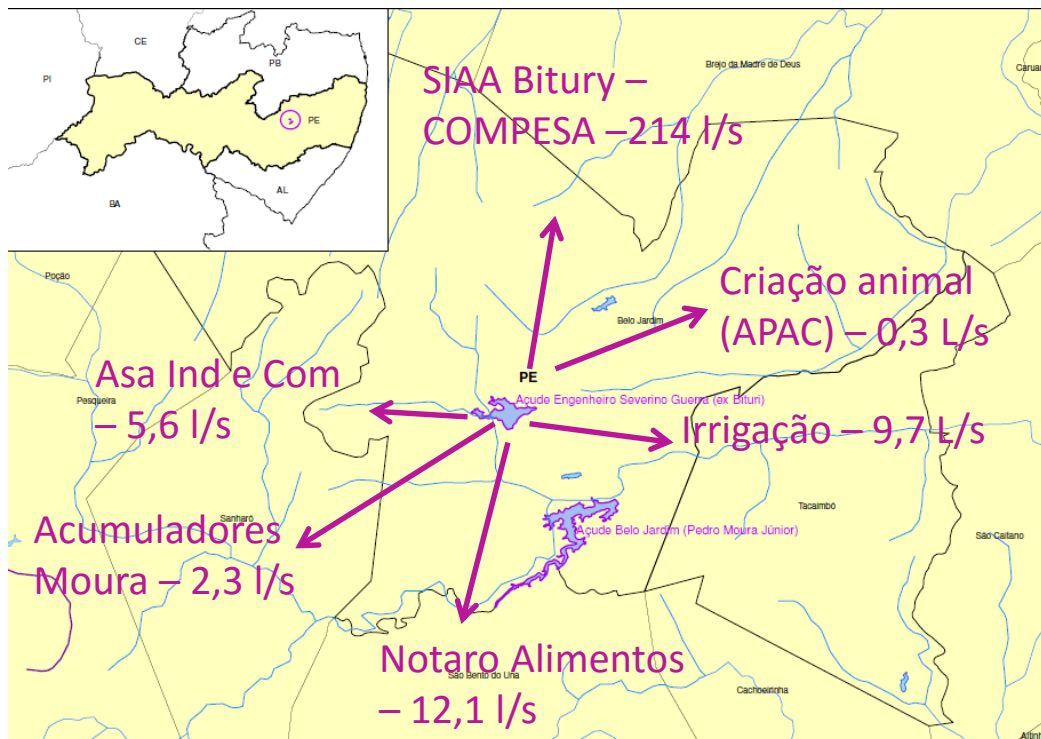 CE
PB
PI
PE
AL
BA
SIAA Bitury –
COMPESA –214 l/s
Brejo da Madre de Deus
Poção
Criação animal
(APAC) – 0,3 L/s
Belo Jardim
Asa Ind e Com
– 5,6 l/s
Pesqueira
PE
Açude Engenheiro Severino Guerra (ex Bituri)
Irrigação – 9,7 L/s
Sanharó
Acumuladores
Moura – 2,3 l/s
Açude Belo Jardim (Pedro Moura Júnior)
Tacaimbó
São Caitano
Notaro Alimentos
– 12,1 l/s
São Bento do Una
Cachoeirinha